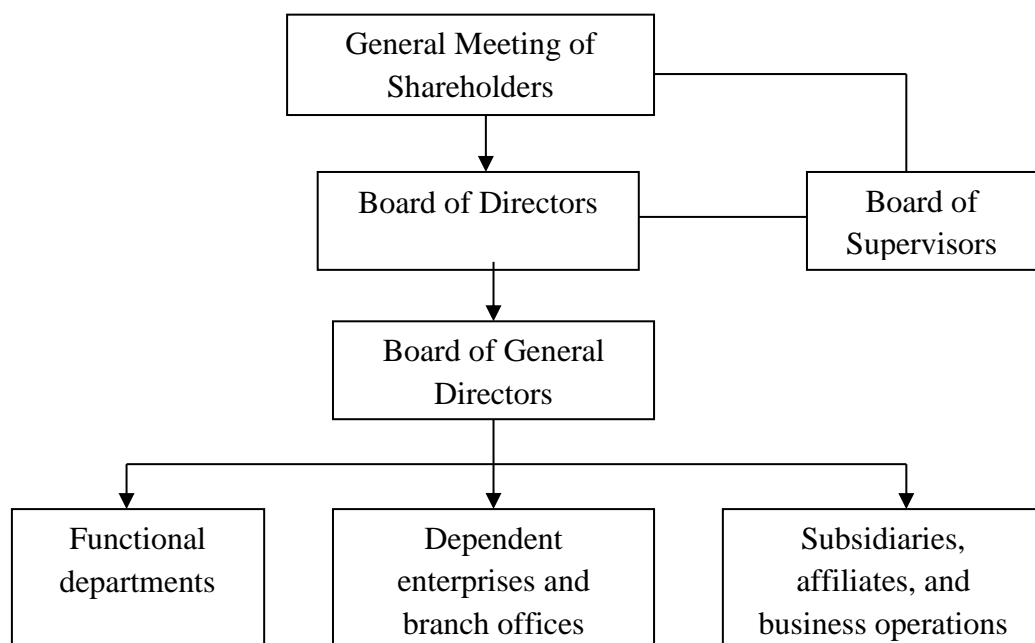 General Meeting of
Shareholders
Board of Directors
Board of
Supervisors
Board of General
Directors
Functional
departments
Dependent
enterprises and
branch offices
Subsidiaries,
affiliates, and
business operations